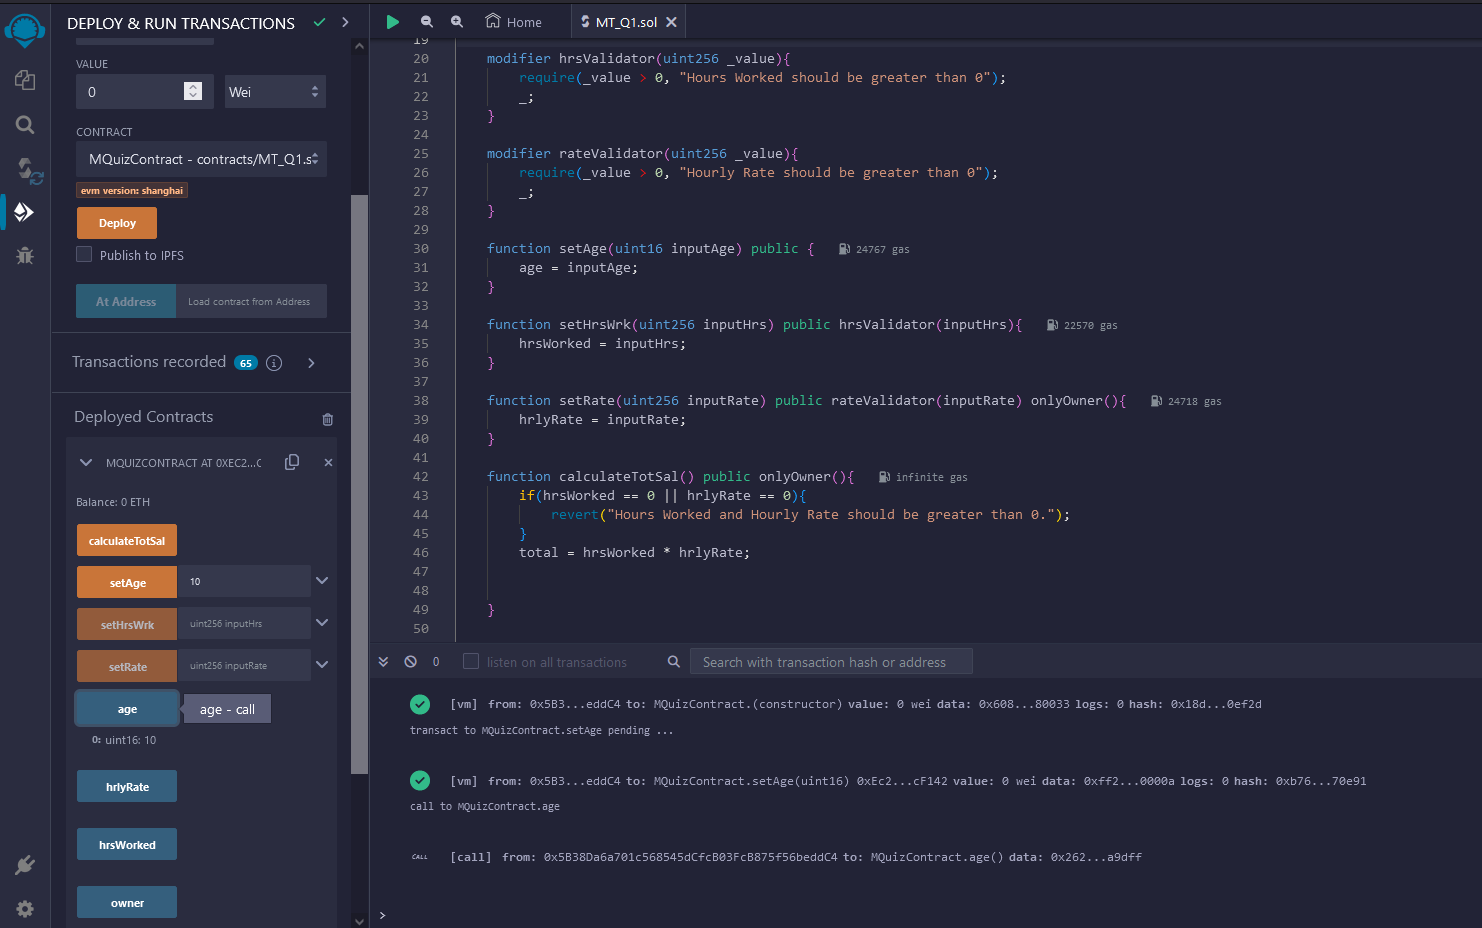 DEPLOY & RUN TRANSACTIONS
VALUE
0
Wei
CONTRACT
MQuizContract - contracts/MT_Q1.s
evm version: shanghai
Deploy
Publish to IPFS
At Address
Load contract from Address
Transactions recorded 65 i
Deployed Contracts
MQUIZCONTRACT AT 0XEC2...C
Balance: 0 ETH
calculateTotSal
setAge
10
setHrsWrk
uint256 inputHrs
setRate
uint256 inputRate
age
age - call
0: uint16: 10
hrlyRate
hrsWorked
owner
Home
MT_Q1.sol
19
20 modifier hrsValidator(uint256 _value){
21 require(_value > 0, "Hours Worked should be greater than 0");
22 _;
23 }
24
25 modifier rateValidator(uint256 _value){
26 require(_value > 0, "Hourly Rate should be greater than 0");
27 _;
28 }
29
30 function setAge(uint16 inputAge) public { 24767 gas
31 age = inputAge;
32 }
33
34 function setHrsWrk(uint256 inputHrs) public hrsValidator(inputHrs){ 22570 gas
35 hrsWorked = inputHrs;
36 }
37
38 function setRate(uint256 inputRate) public rateValidator(inputRate) onlyOwner(){ 24718 gas
39 hrlyRate = inputRate;
40 }
41
42 function calculateTotSal() public onlyOwner(){ infinite gas
43 if(hrsWorked == 0 || hrlyRate == 0){
44 revert("Hours Worked and Hourly Rate should be greater than 0.");
45 }
46 total = hrsWorked * hrlyRate;
47
48
49 }
50
0
listen on all transactions
Search with transaction hash or address
[vm] from: 0x5B3...eddC4 to: MQuizContract.(constructor) value: 0 wei data: 0x608...80033 logs: 0 hash: 0x18d...0ef2d
transact to MQuizContract.setAge pending ...
[vm] from: 0x5B3...eddC4 to: MQuizContract.setAge(uint16) 0xEc2...cF142 value: 0 wei data: 0xff2...0000a logs: 0 hash: 0xb76...70e91
call to MQuizContract.age
CALL [call] from: 0x5B38Da6a701c568545dCfcB03FcB875f56beddC4 to: MQuizContract.age() data: 0x262...a9dff
>